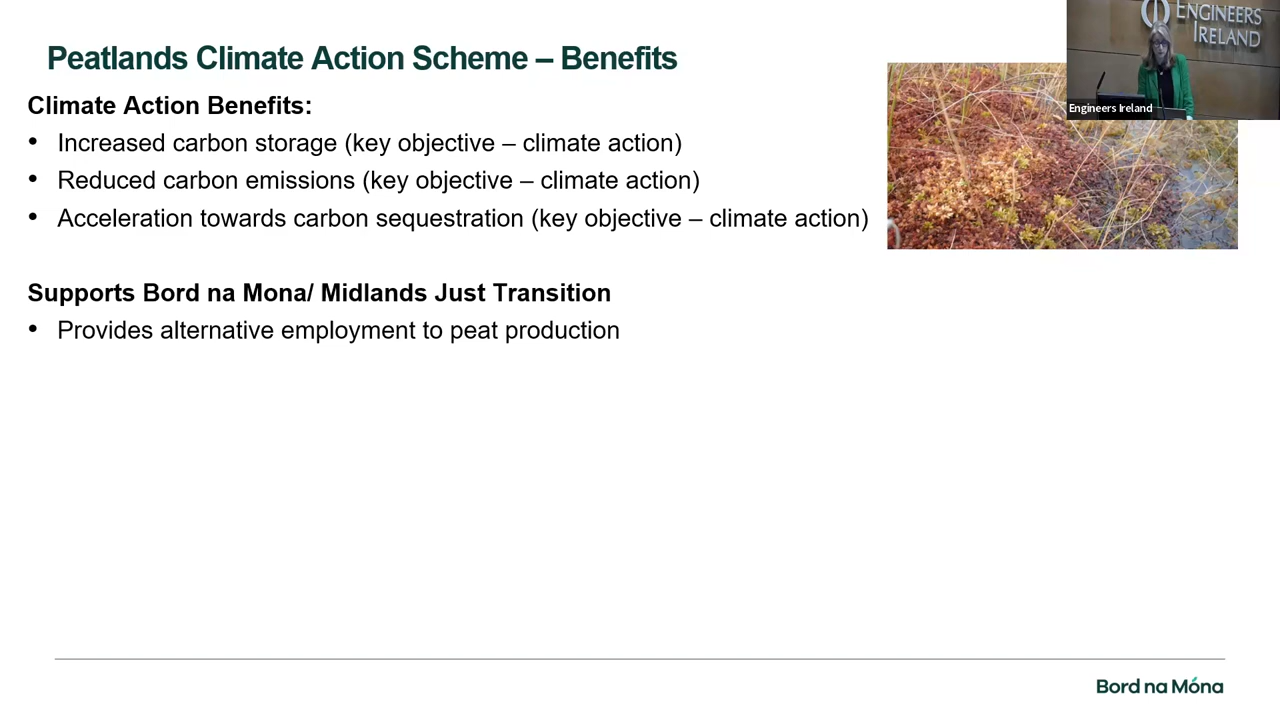 Peatlands Climate Action Scheme – Benefits
ENGINEERS
IRELAND
Engineers Ireland
Climate Action Benefits:
• Increased carbon storage (key objective – climate action)
• Reduced carbon emissions (key objective – climate action)
• Acceleration towards carbon sequestration (key objective – climate action)
Supports Bord na Mona/ Midlands Just Transition
• Provides alternative employment to peat production
Bord na Móna